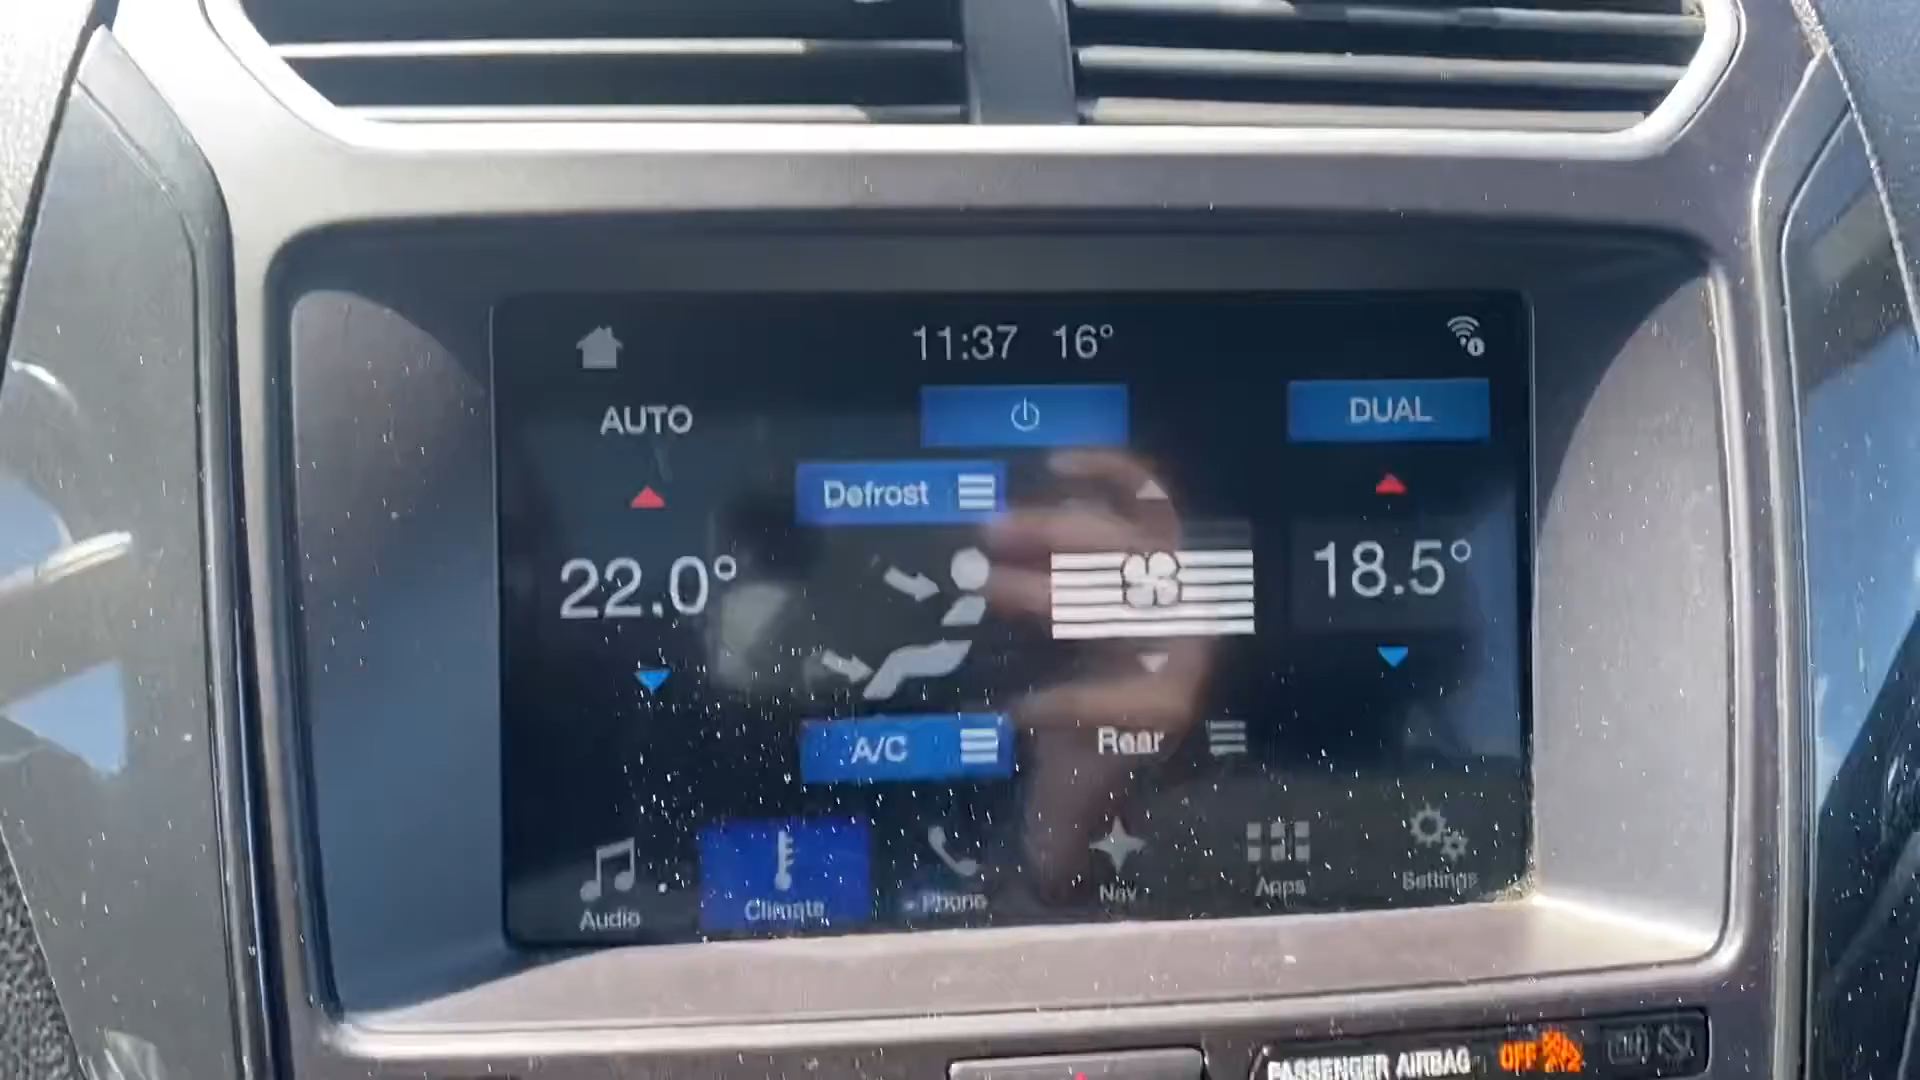 11:37 16°
AUTO
DUAL
Defrost
22.0°
18.5°
A/C
Rear
Audio
Climate
Phone
Nav
Apps
Settings
PASSENGER AIRBAG OFF